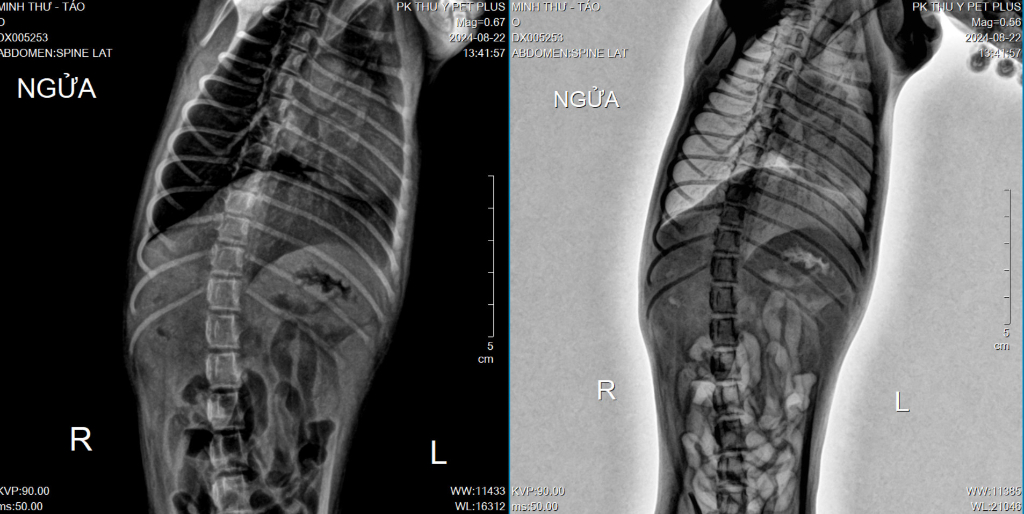 MINH THƯ - TÁO
O
DX005253
ABDOMEN:SPINE LAT
PK THU Y PET PLUS
Mag=0.67
2024-08-22
13:41:57
NGỬA
5
cm
R
L
KVP:90.00
ms:50.00
WW:11433
WL:16312
MINH THƯ - TÁO
O
DX005253
ABDOMEN:SPINE LAT
PK THU Y PET PLUS
Mag=0.56
2024-08-22
13:41:57
NGỬA
5
cm
R
L
KVP:90.00
ms:50.00
WW:11385
WL:21046